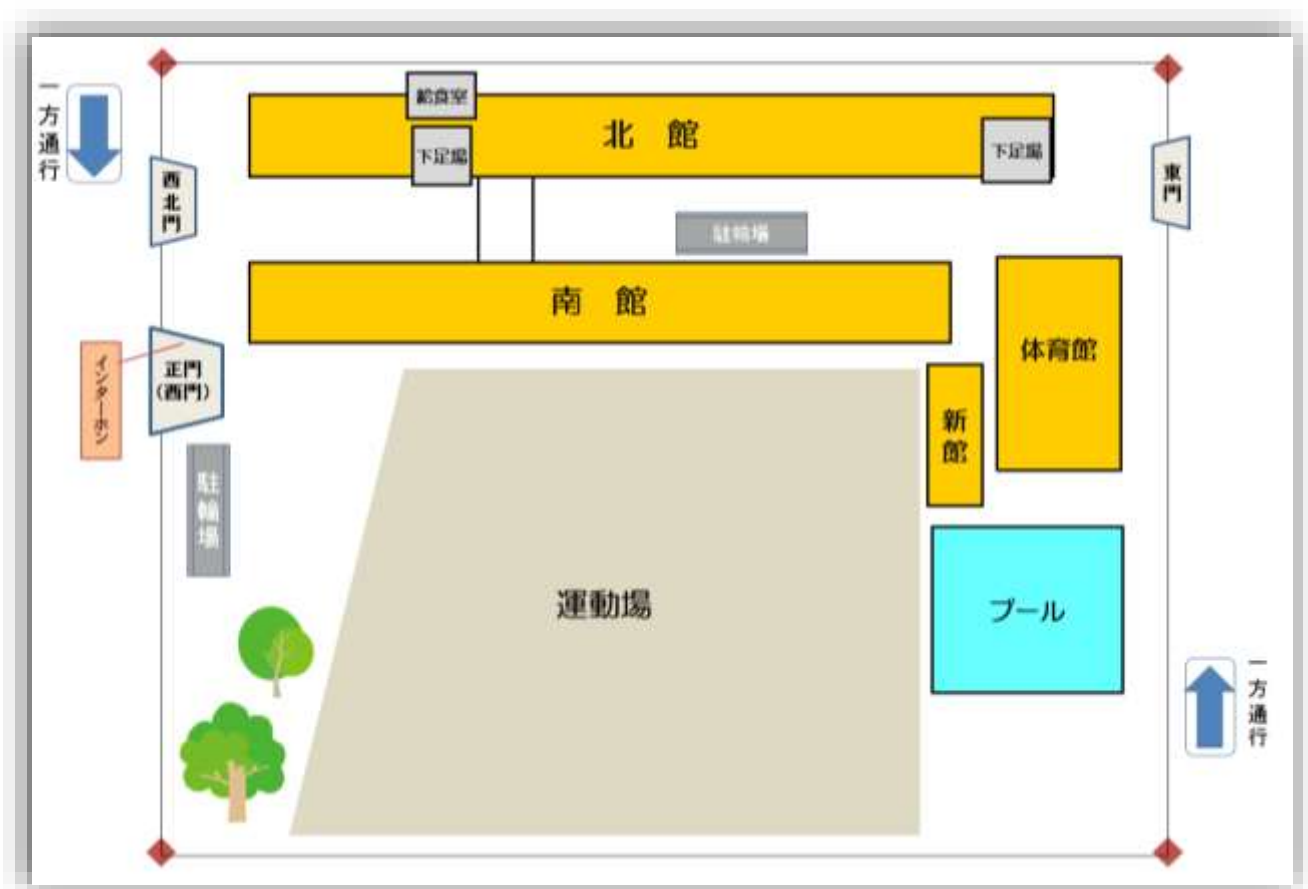 一方通行
給食室
北 館
下足場
下足場
西北門
東門
駐輪場
南 館
体育館
インターホン
正門
(西門)
新館
駐輪場
運動場
プール
一方通行